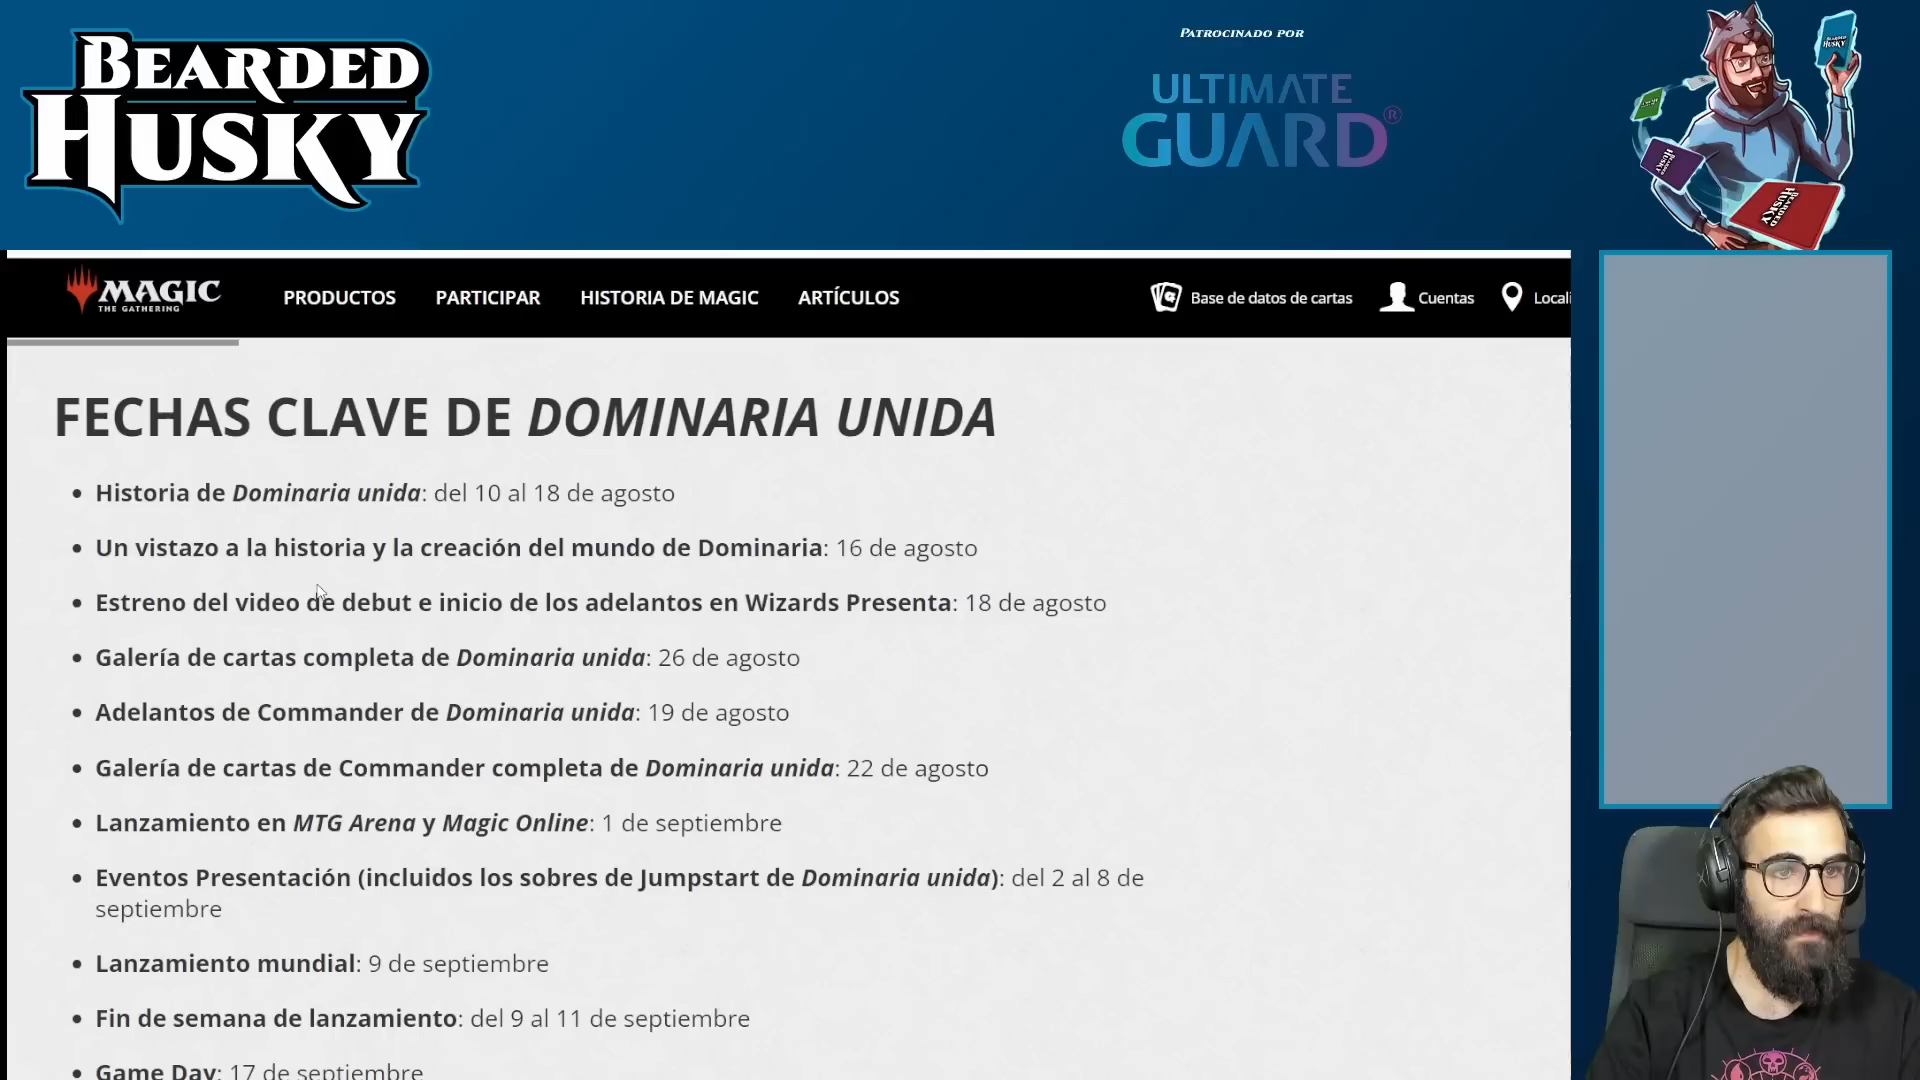 BEARDED
HUSKY
PATROCINADO POR
ULTIMATE
GUARD®
BEARDED
HUSKY
BEARDED
HUSKY
MAGIC
THE GATHERING
PRODUCTOS
PARTICIPAR
HISTORIA DE MAGIC
ARTÍCULOS
Base de datos de cartas
Cuentas
Locali
FECHAS CLAVE DE DOMINARIA UNIDA
• Historia de Dominaria unida: del 10 al 18 de agosto
• Un vistazo a la historia y la creación del mundo de Dominaria: 16 de agosto
• Estreno del video de debut e inicio de los adelantos en Wizards Presenta: 18 de agosto
• Galería de cartas completa de Dominaria unida: 26 de agosto
• Adelantos de Commander de Dominaria unida: 19 de agosto
• Galería de cartas de Commander completa de Dominaria unida: 22 de agosto
• Lanzamiento en MTG Arena y Magic Online: 1 de septiembre
• Eventos Presentación (incluidos los sobres de Jumpstart de Dominaria unida): del 2 al 8 de
septiembre
• Lanzamiento mundial: 9 de septiembre
• Fin de semana de lanzamiento: del 9 al 11 de septiembre
• Game Day: 17 de septiembre